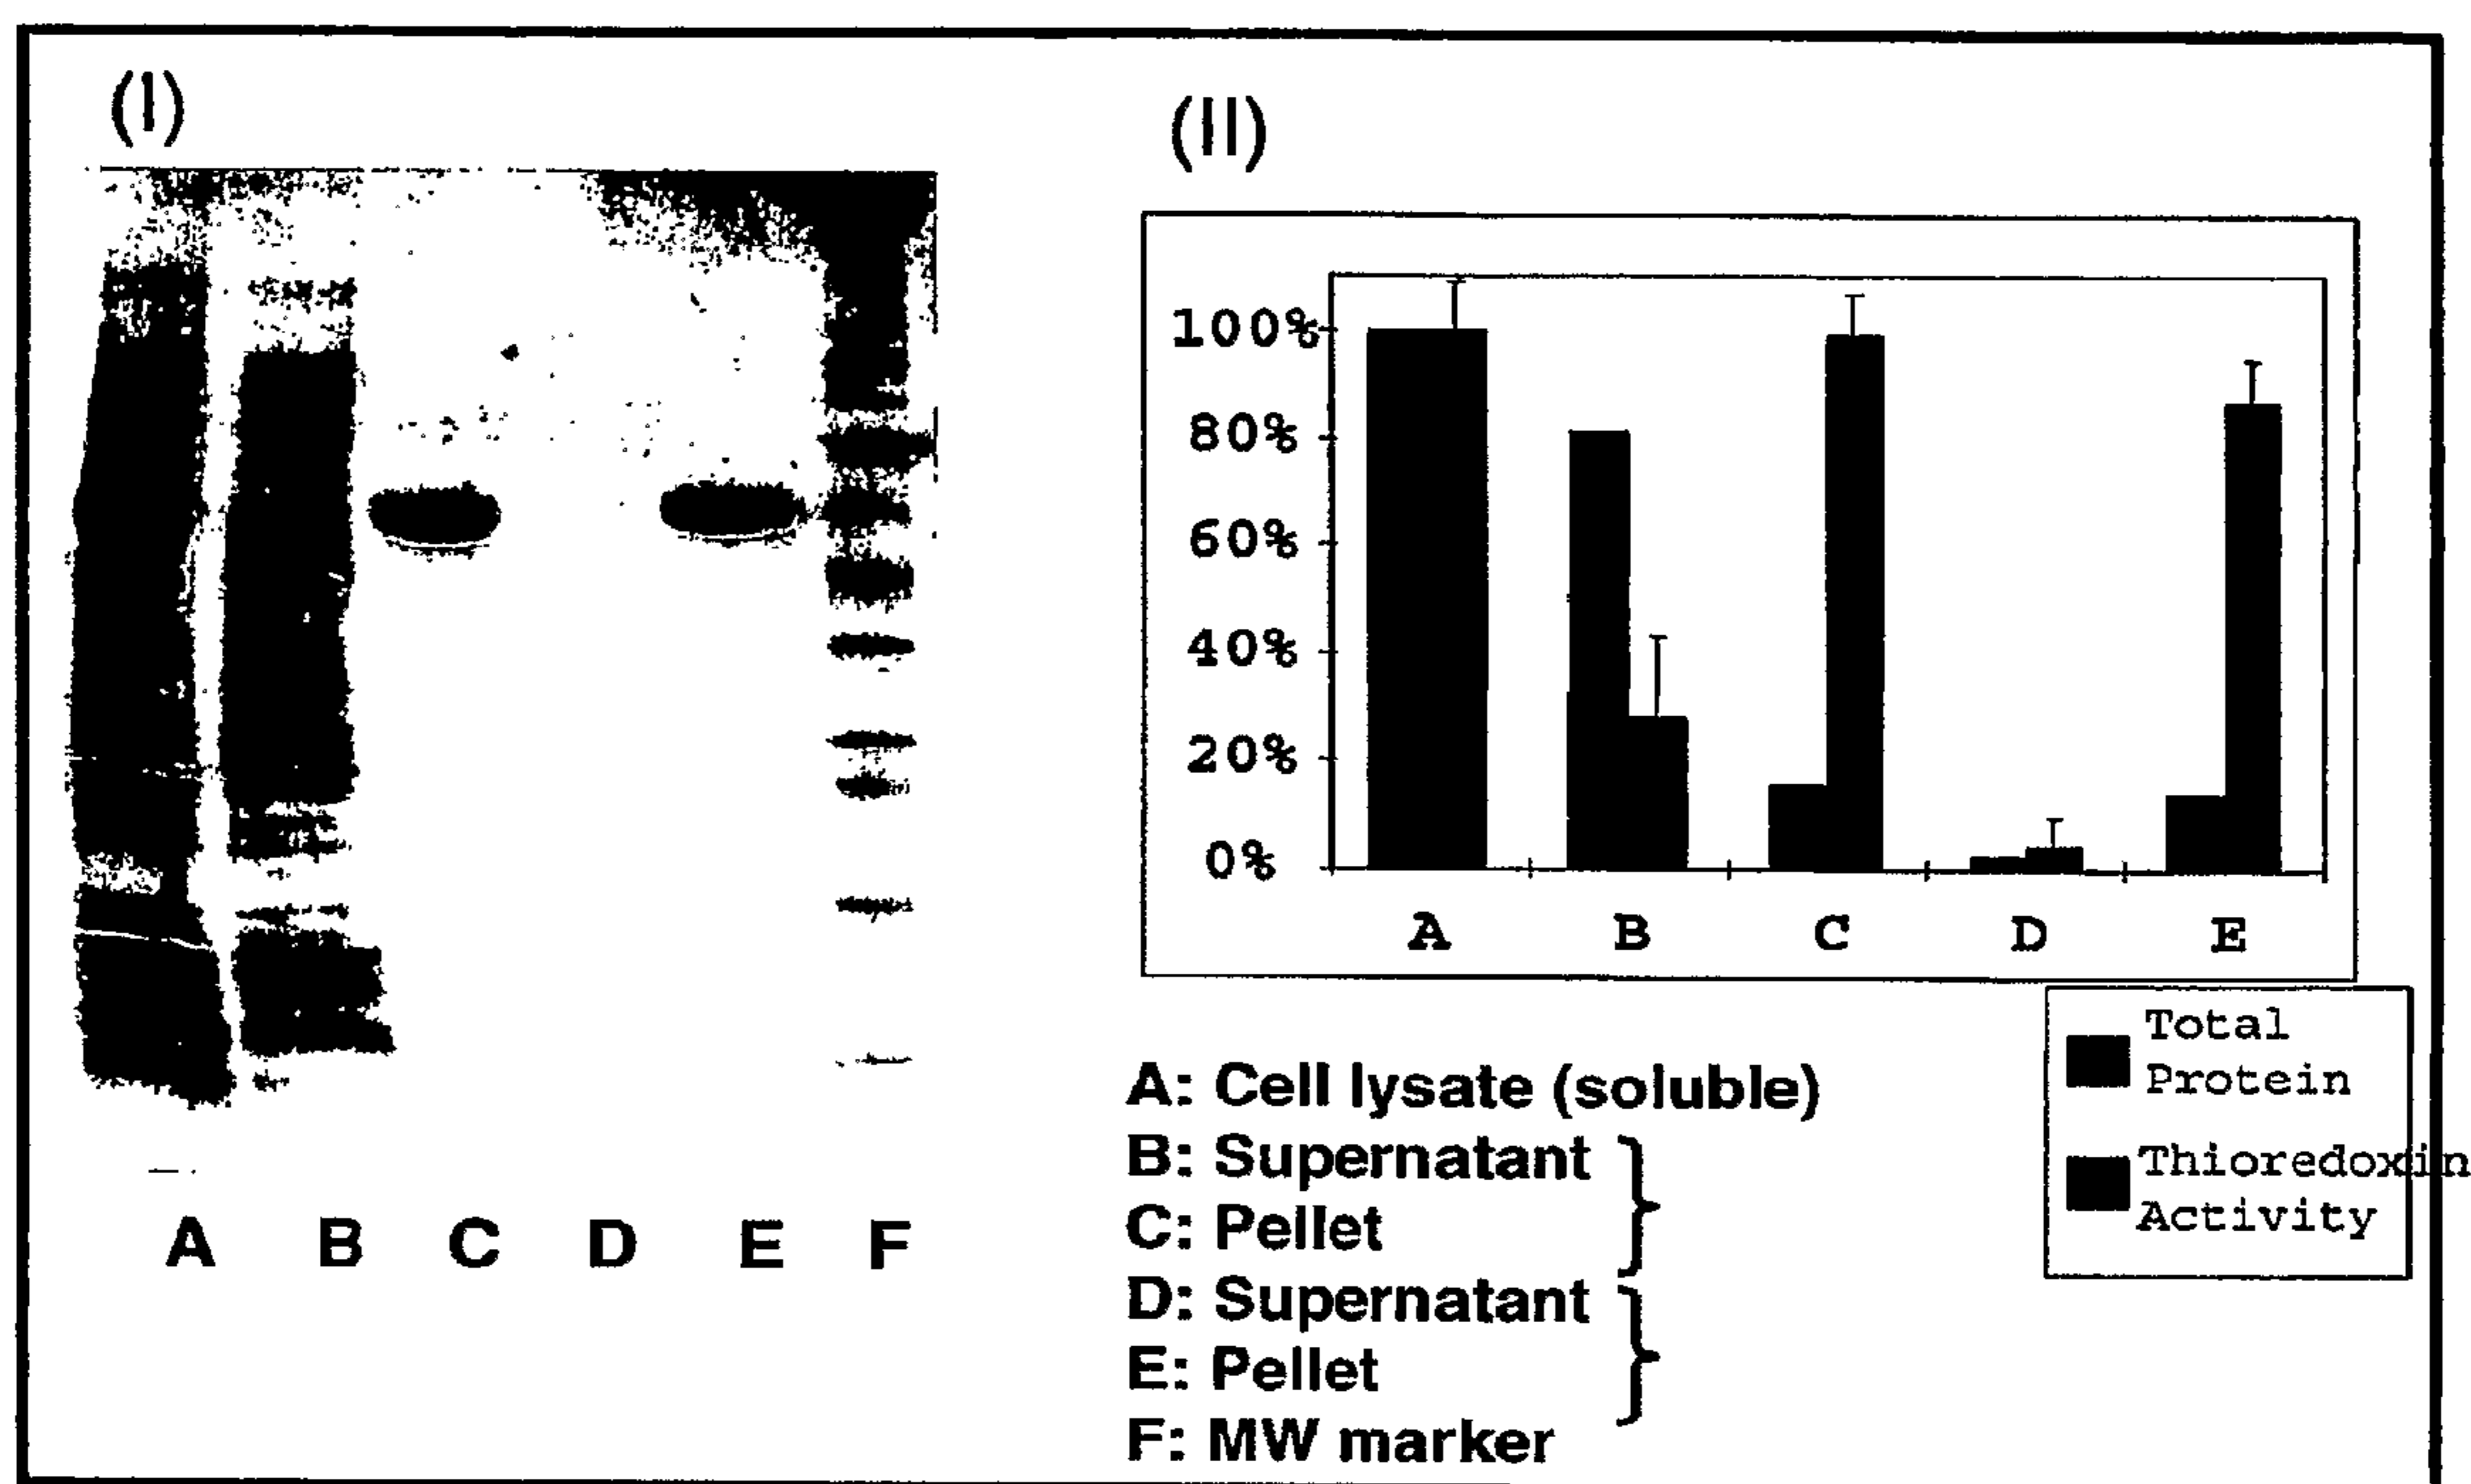 (I)
(II)
100%
80%
60%
40%
20%
0%
A B C D E
Total
Protein
Thioredoxin
Activity
A B C D E F
A: Cell lysate (soluble)
B: Supernatant
C: Pellet
D: Supernatant
E: Pellet
F: MW marker